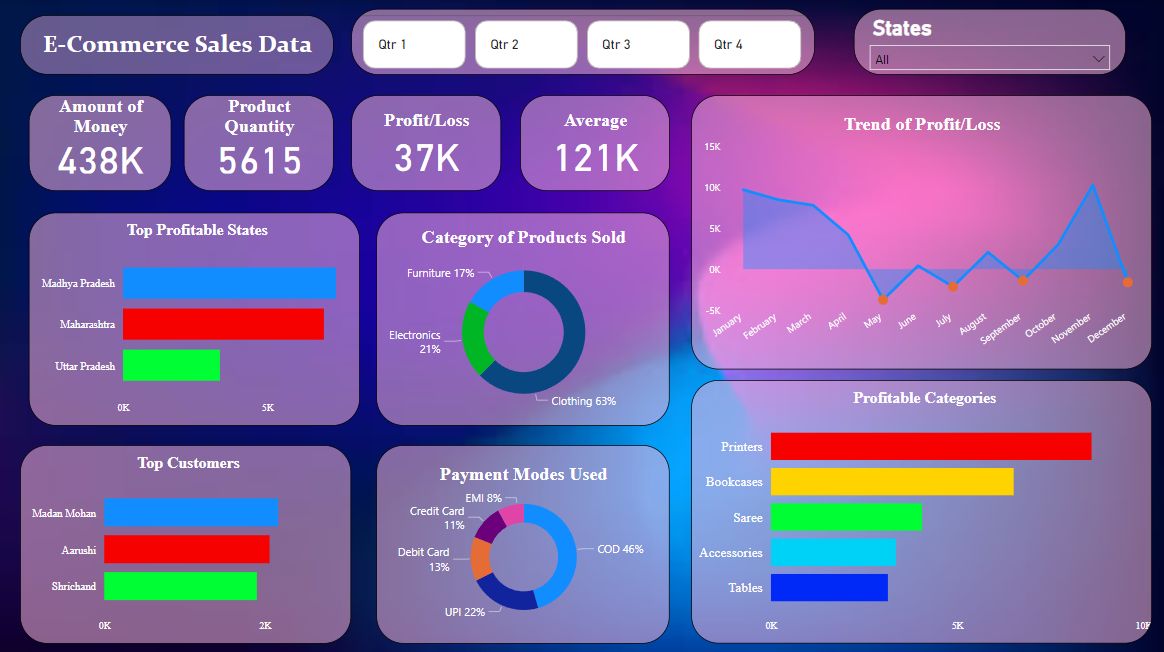 E-Commerce Sales Data
Qtr 1
Qtr 2
Qtr 3
Qtr 4
States
All
Amount of
Money
438K
Product
Quantity
5615
Profit/Loss
37K
Average
121K
Trend of Profit/Loss
15K
10K
5K
0K
-5K
January
February
March
April
May
June
July
August
September
October
November
December
Top Profitable States
Madhya Pradesh
Maharashtra
Uttar Pradesh
0K
5K
Category of Products Sold
Furniture 17%
Electronics
21%
Clothing 63%
Profitable Categories
Printers
Bookcases
Saree
Accessories
Tables
0K
5K
Top Customers
Madan Mohan
Aarushi
Shrichand
0K
2K
Payment Modes Used
EMI 8%
Credit Card
11%
Debit Card
13%
UPI 22%
COD 46%